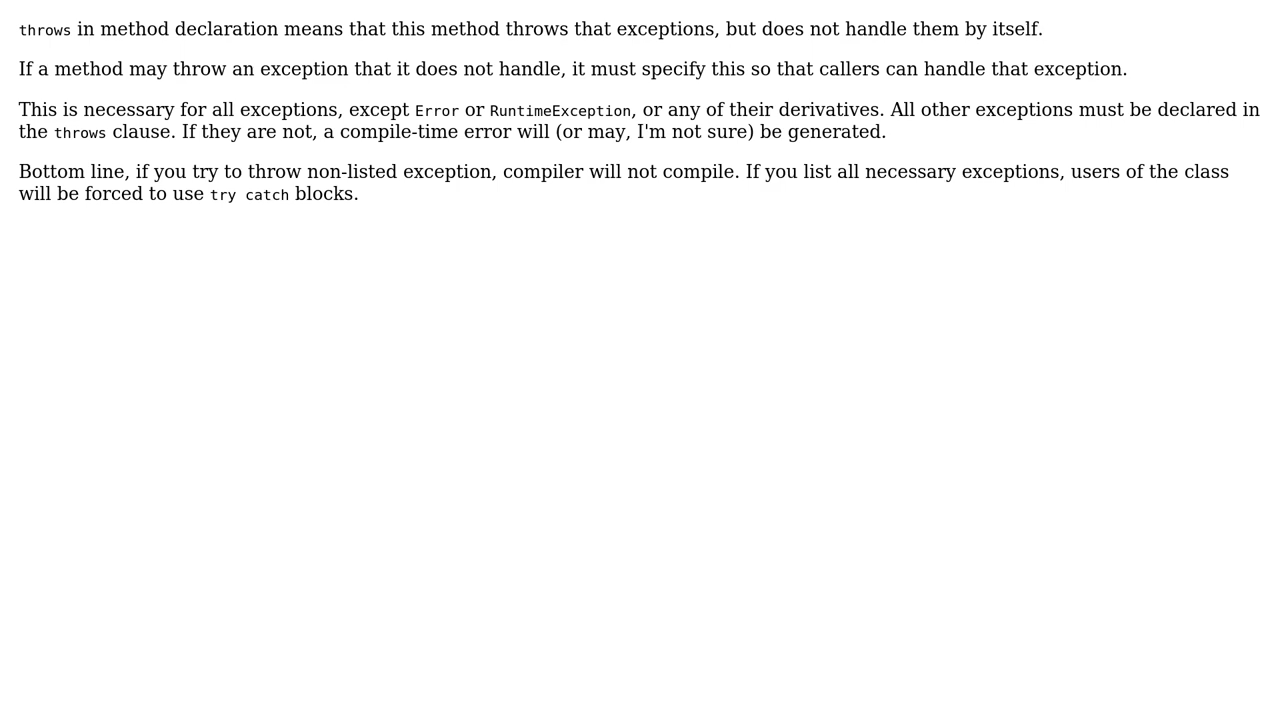 throws in method declaration means that this method throws that exceptions, but does not handle them by itself.
If a method may throw an exception that it does not handle, it must specify this so that callers can handle that exception.
This is necessary for all exceptions, except Error or RuntimeException, or any of their derivatives. All other exceptions must be declared in
the throws clause. If they are not, a compile-time error will (or may, I'm not sure) be generated.
Bottom line, if you try to throw non-listed exception, compiler will not compile. If you list all necessary exceptions, users of the class
will be forced to use try catch blocks.